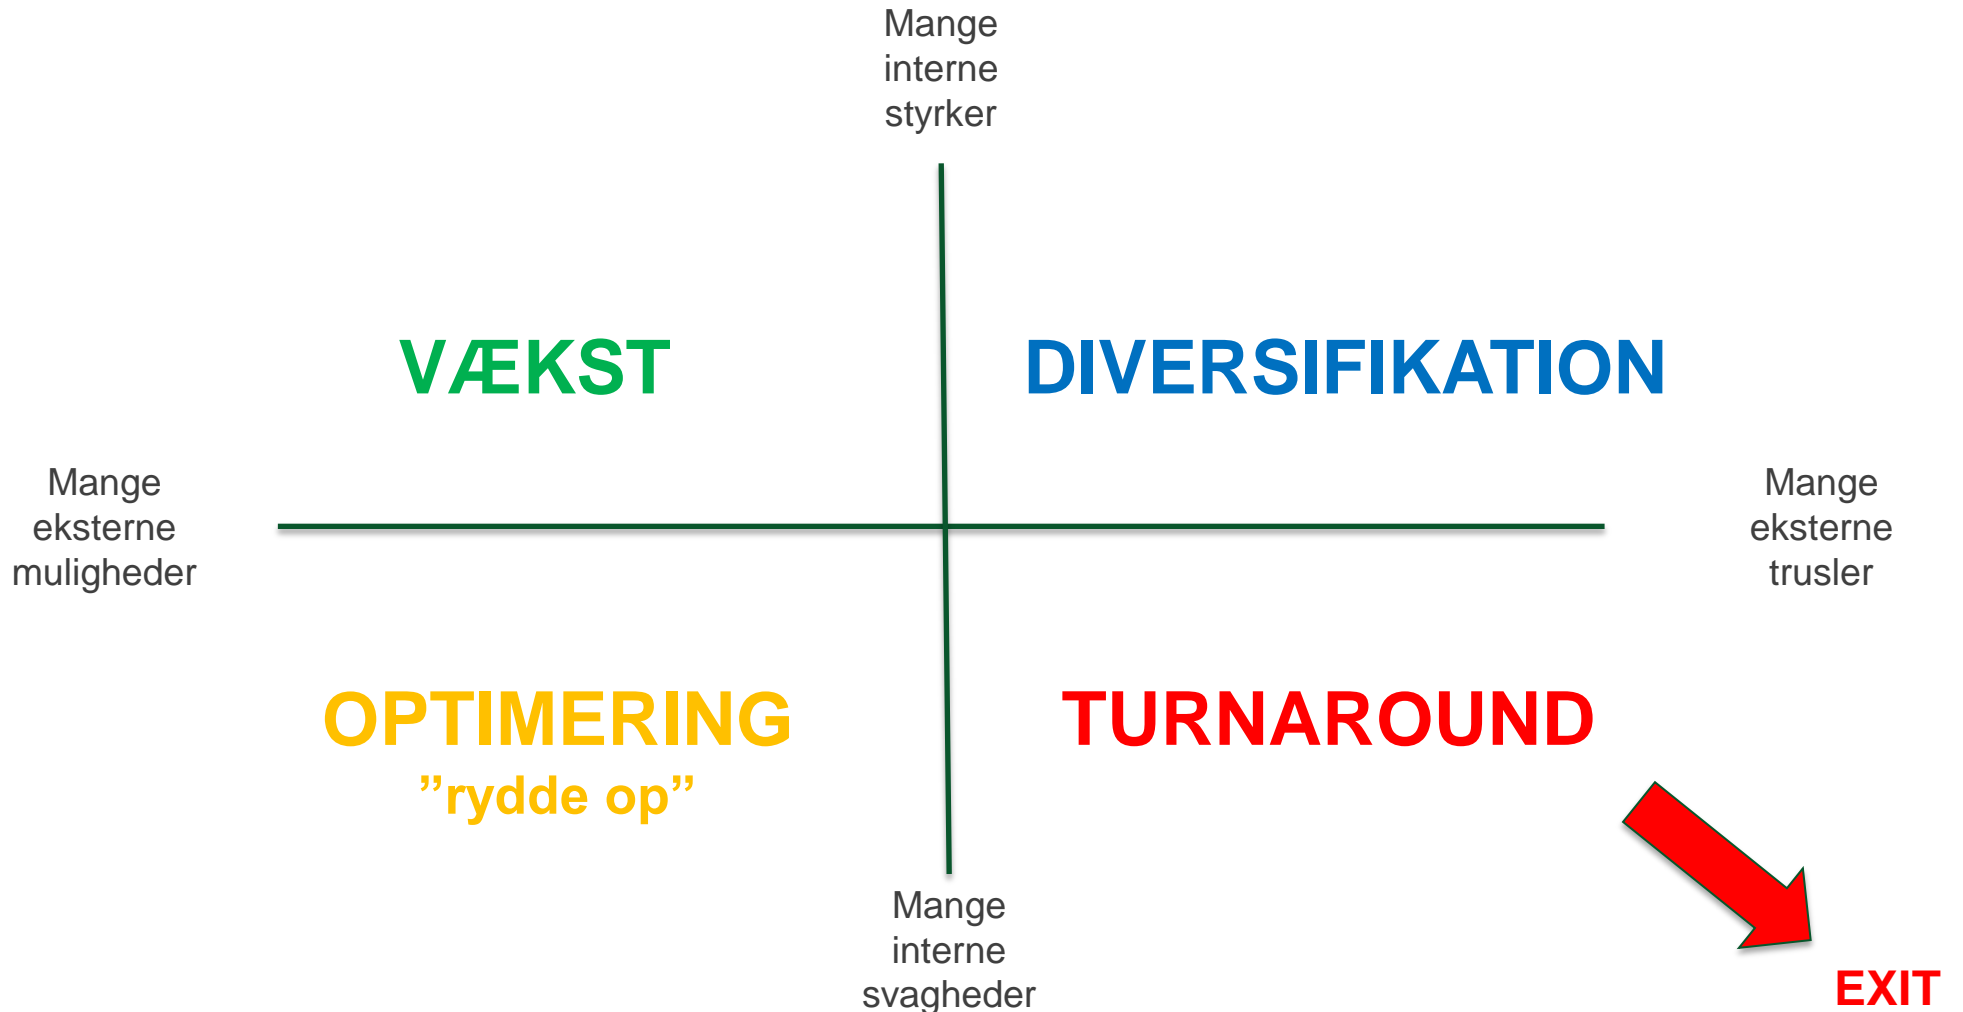 Mange
interne
styrker
VÆKST
DIVERSIFIKATION
Mange
eksterne
muligheder
Mange
eksterne
trusler
OPTIMERING
”rydde op”
TURNAROUND
Mange
interne
svagheder
EXIT